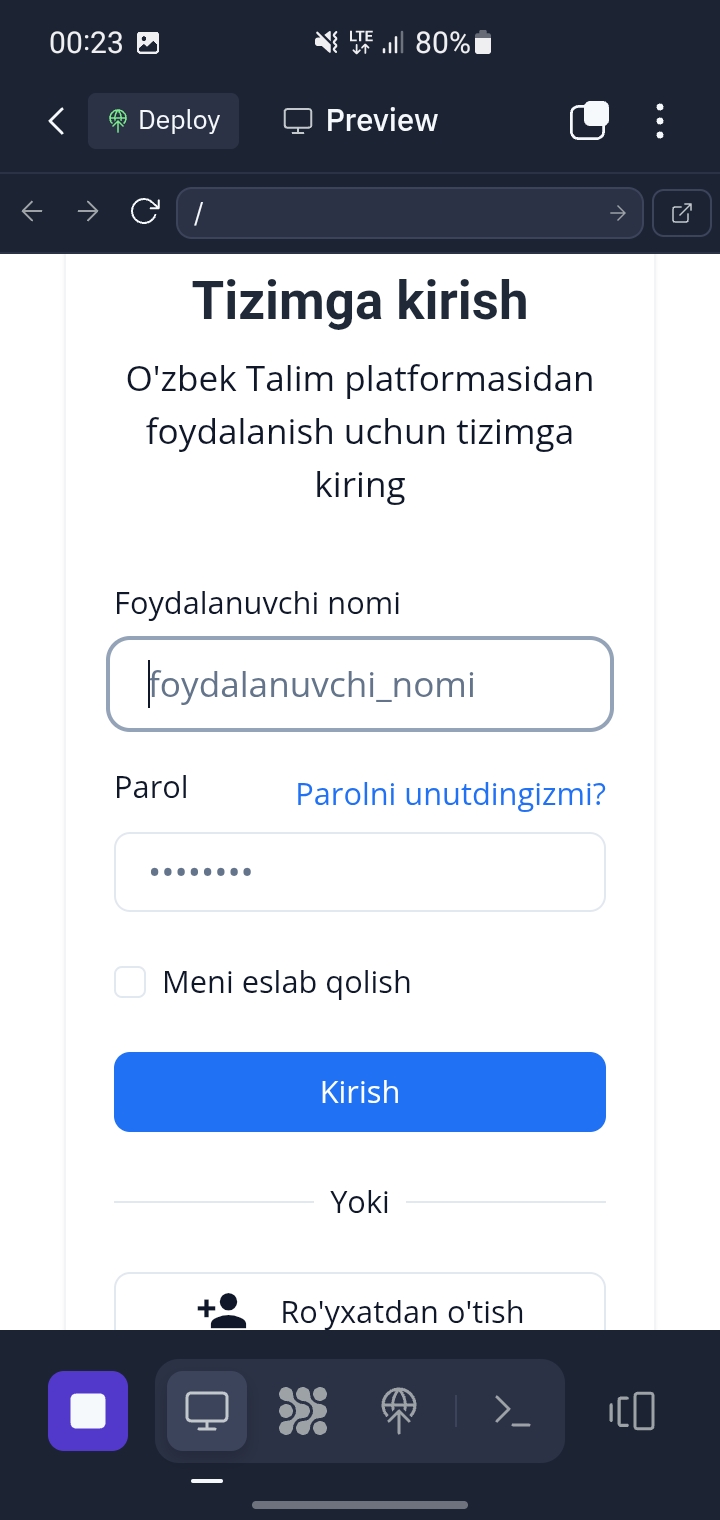 00:23
LTE
80%
Deploy
Preview
/
Tizimga kirish
O'zbek Talim platformasidan
foydalanish uchun tizimga
kiring
Foydalanuvchi nomi
foydalanuvchi_nomi
Parol
Parolni unutdingizmi?
••••••••
Meni eslab qolish
Kirish
Yoki
Ro'yxatdan o'tish